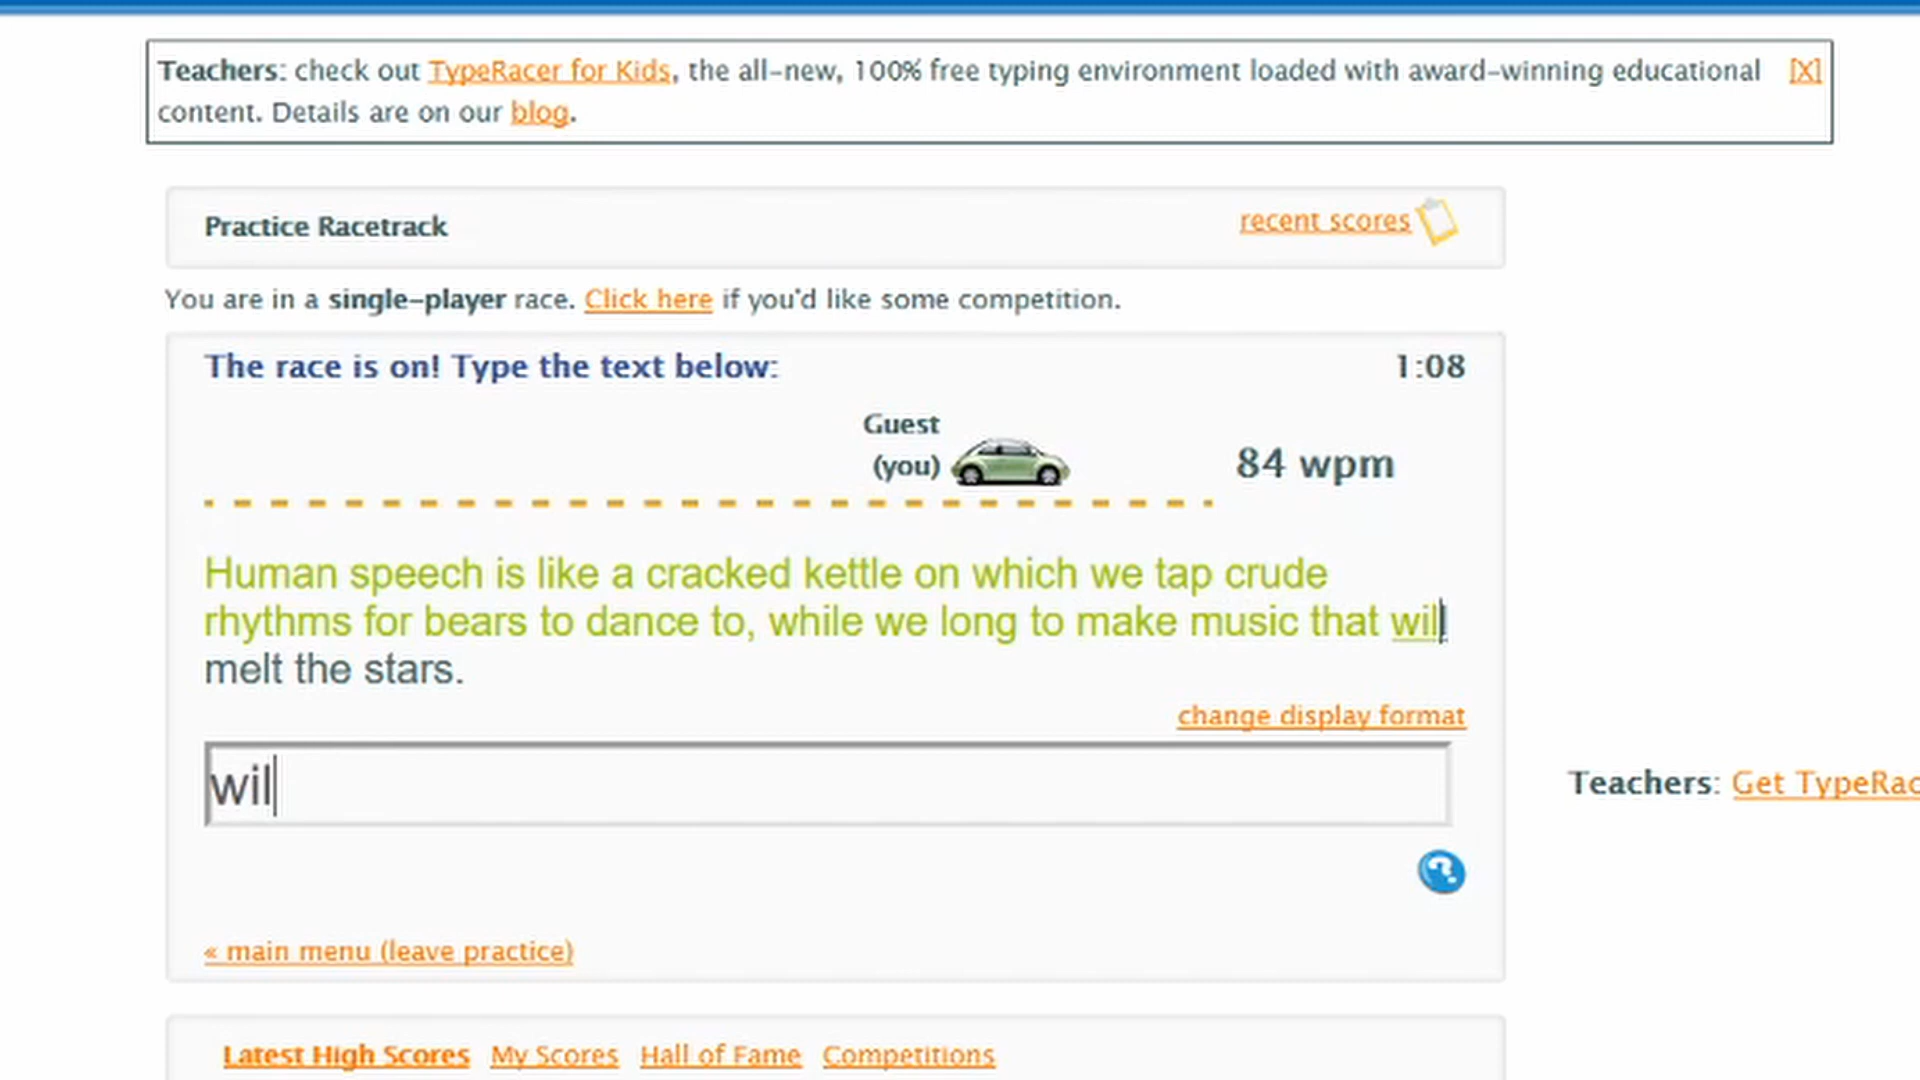 Teachers: check out TypeRacer for Kids, the all-new, 100% free typing environment loaded with award-winning educational [X]
content. Details are on our blog.
Practice Racetrack
recent scores
You are in a single-player race. Click here if you'd like some competition.
The race is on! Type the text below:
1:08
Guest
(you)
84 wpm
Human speech is like a cracked kettle on which we tap crude
rhythms for bears to dance to, while we long to make music that will
melt the stars.
change display format
wil
Teachers: Get TypeRac
?
« main menu (leave practice)
Latest High Scores My Scores Hall of Fame Competitions